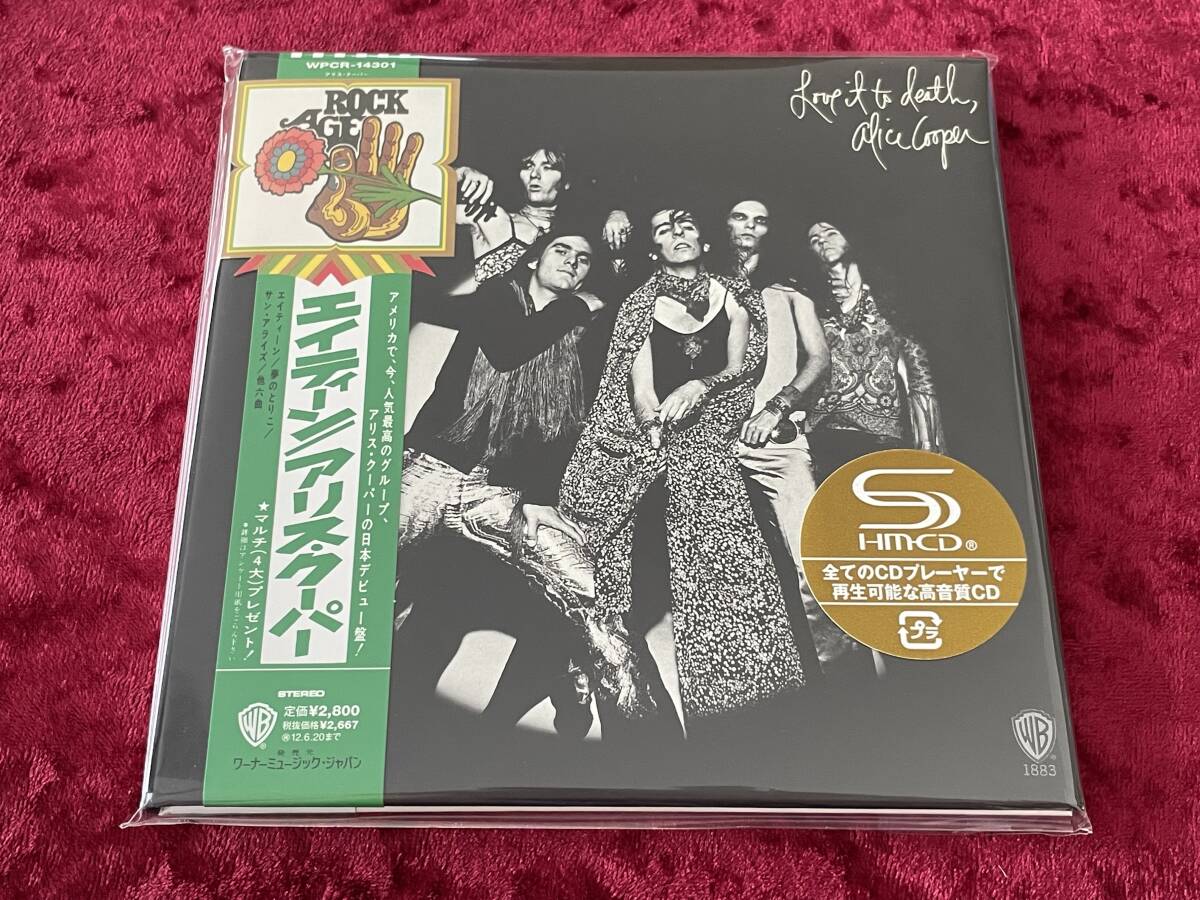 WPCR-14301
アリス・クーパー
ROCK
AGE
エイティーン/夢のとりこ/
サン・アライズ/他六曲
エイティーン アリス・クーパー
アメリカで、今、人気最高のグループ、
アリス・クーパーの日本デビュー盤!
★マルチ(4大)プレゼント!
STEREO
WB
定価¥2,800
税抜価格¥2,667
12.6.20まで
発売元
ワーナーミュージック・ジャパン
Love it to death,
Alice Cooper
HM-CD®
全てのCDプレーヤーで
再生可能な高音質CD
プラ
WB
1883